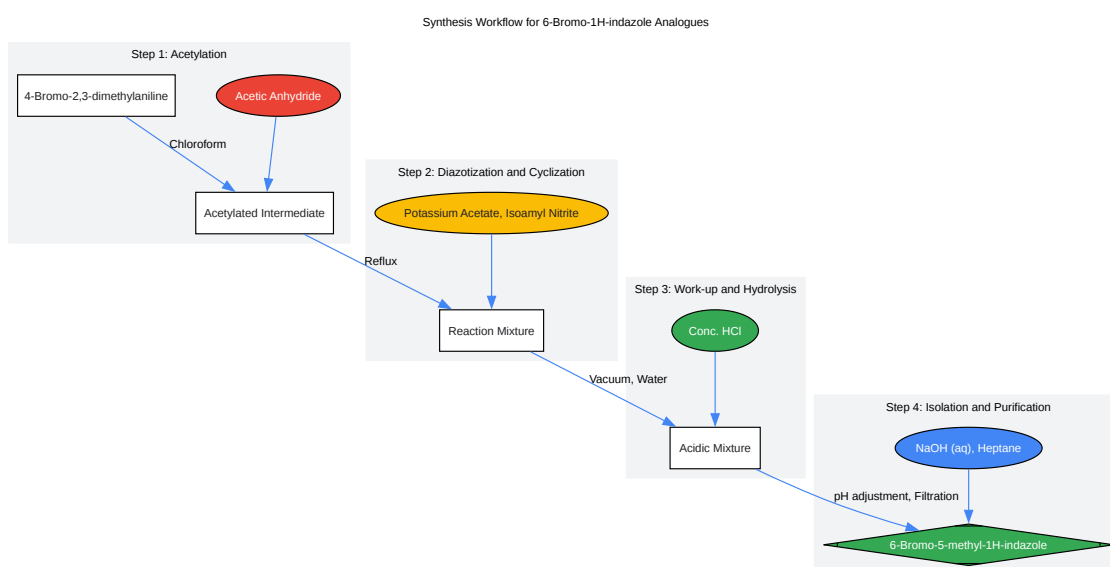 Synthesis Workflow for 6-Bromo-1H-indazole Analogues
Step 1: Acetylation
4-Bromo-2,3-dimethylaniline
Acetic Anhydride
Chloroform
Acetylated Intermediate
Step 2: Diazotization and Cyclization
Potassium Acetate, Isoamyl Nitrite
Reflux
Reaction Mixture
Step 3: Work-up and Hydrolysis
Conc. HCl
Vacuum, Water
Acidic Mixture
Step 4: Isolation and Purification
NaOH (aq), Heptane
pH adjustment, Filtration
6-Bromo-5-methyl-1H-indazole